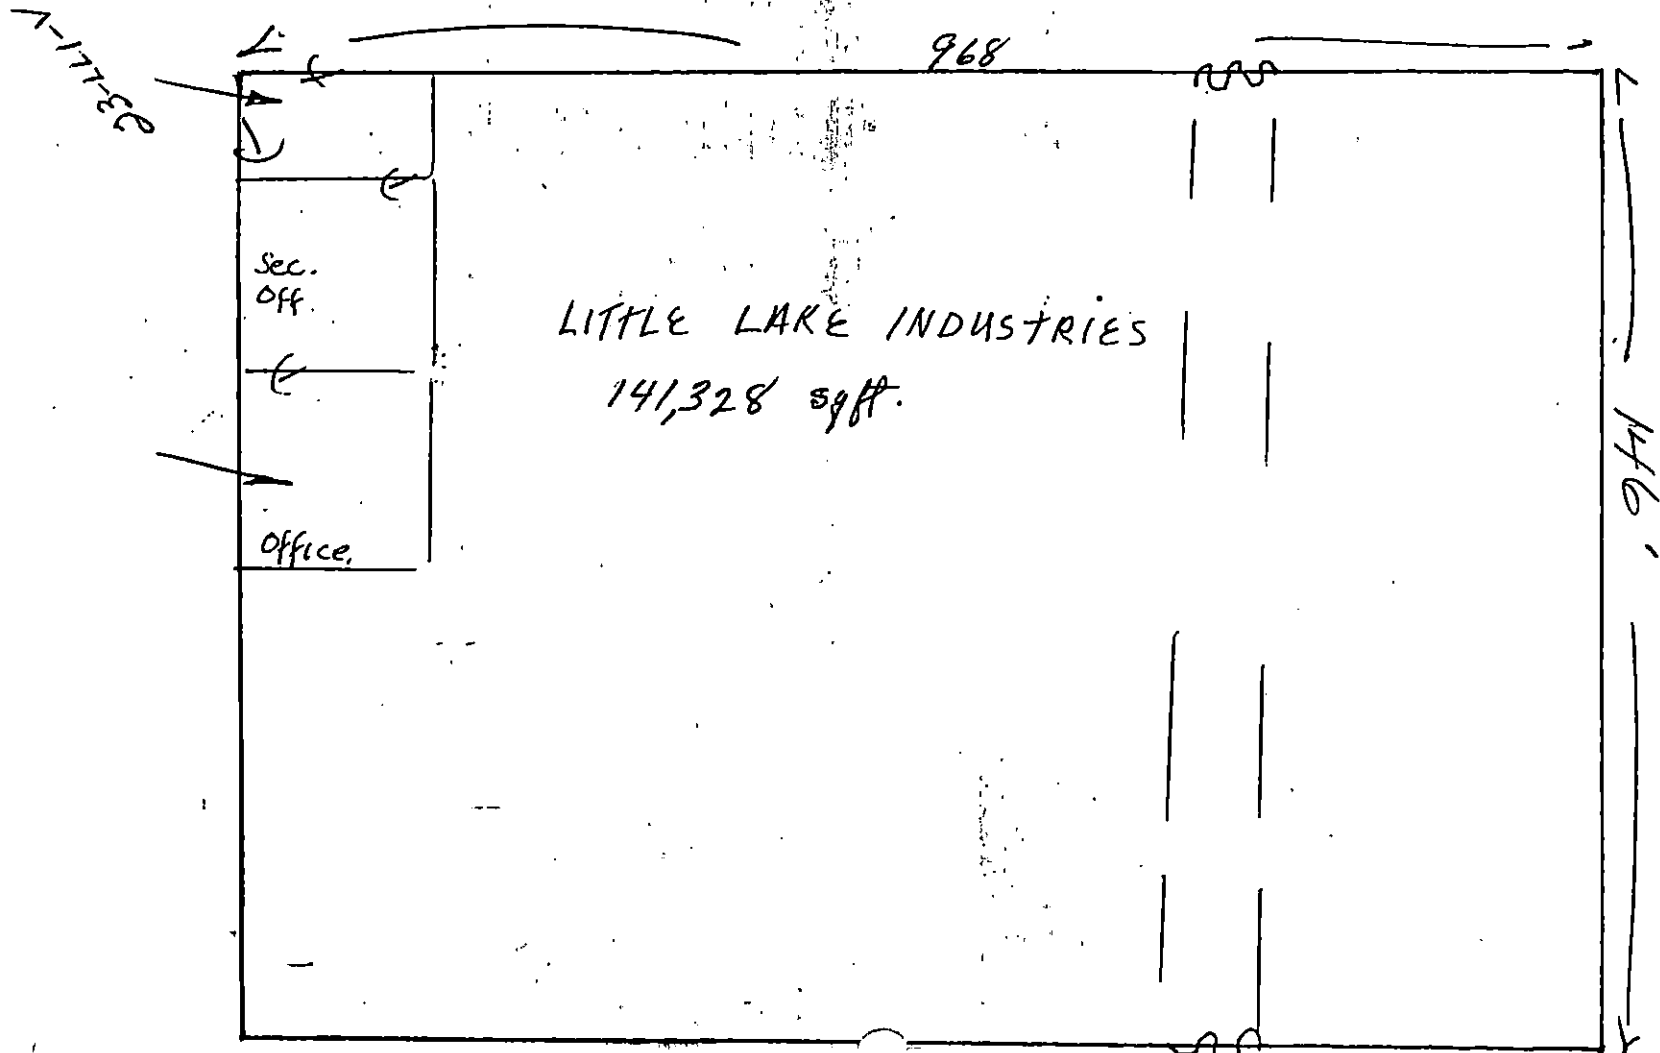 968
Sec.
Off.
LITTLE LAKE INDUSTRIES
141,328 sqft.
146'
Office.